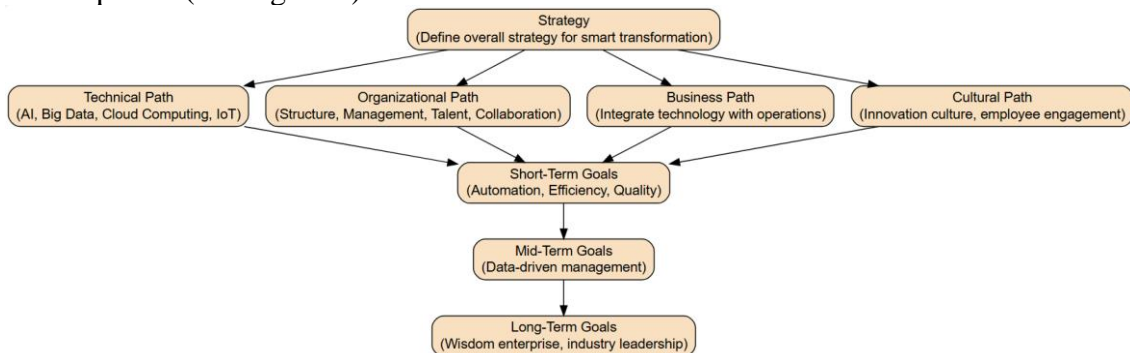 Strategy
(Define overall strategy for smart transformation)
Technical Path
(AI, Big Data, Cloud Computing, IoT)
Organizational Path
(Structure, Management, Talent, Collaboration)
Business Path
(Integrate technology with operations)
Cultural Path
(Innovation culture, employee engagement)
Short-Term Goals
(Automation, Efficiency, Quality)
Mid-Term Goals
(Data-driven management)
Long-Term Goals
(Wisdom enterprise, industry leadership)